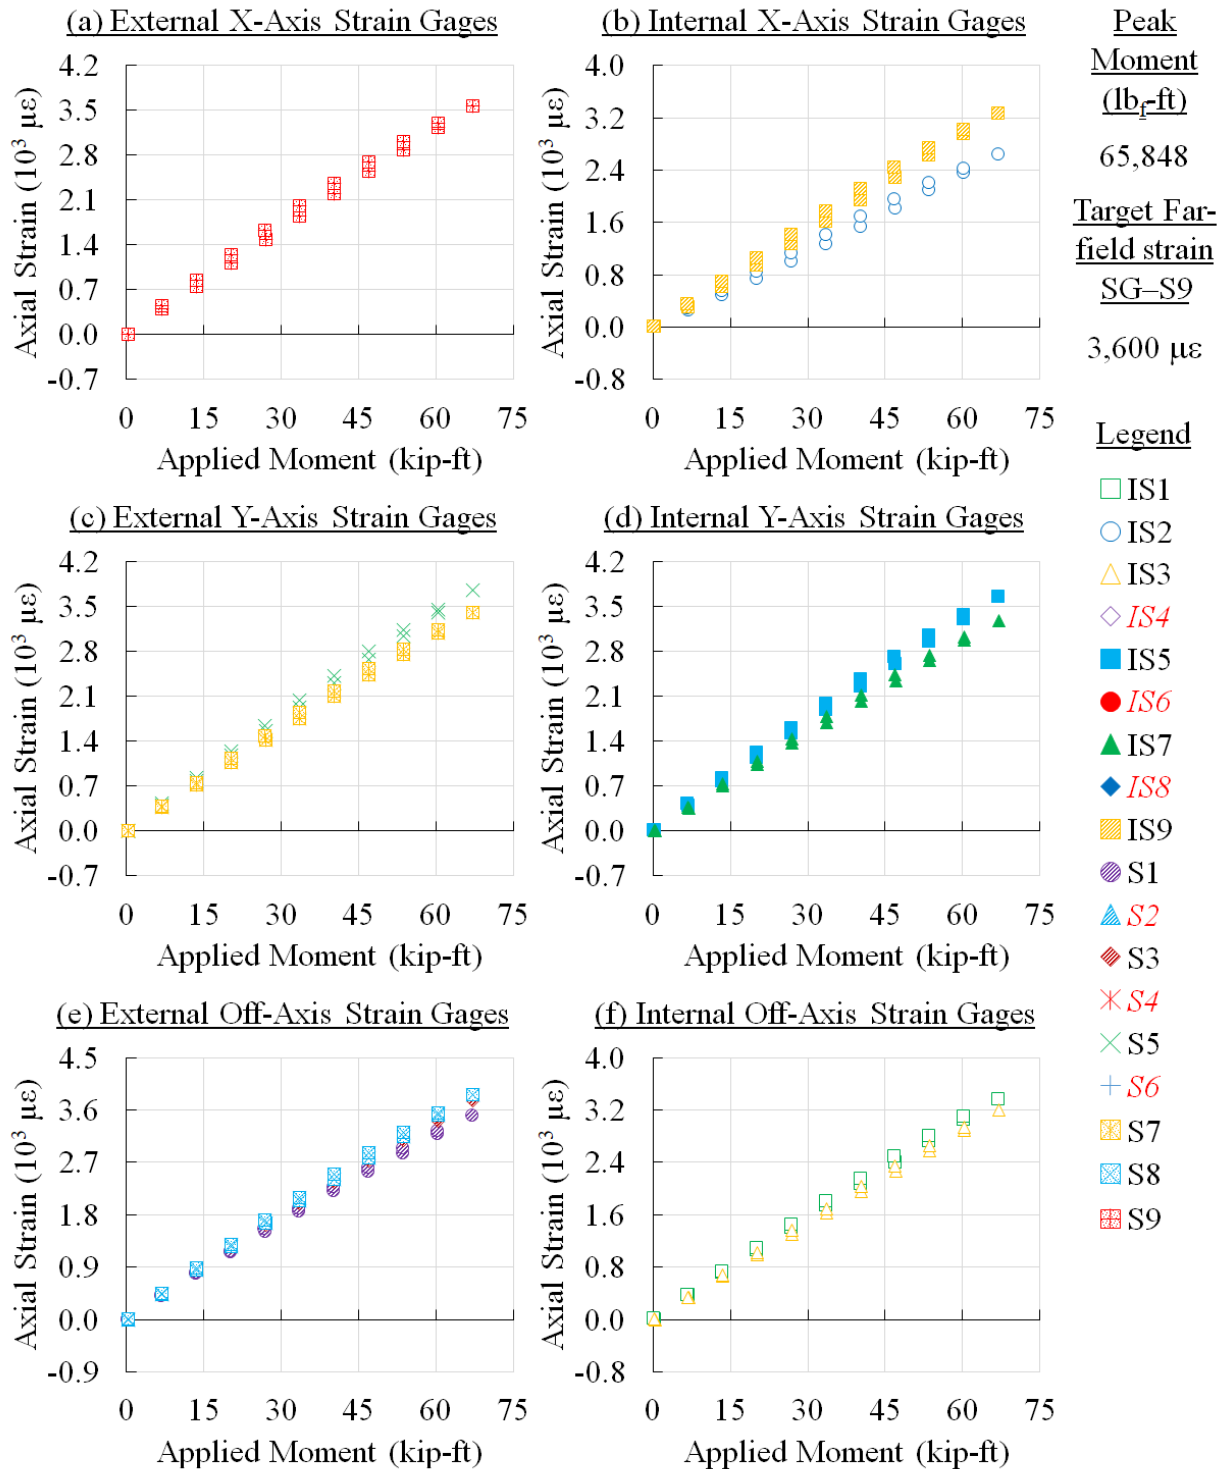 (a) External X-Axis Strain Gages
Axial Strain (10³ με)
4.2
3.5
2.8
2.1
1.4
0.7
0.0
-0.7
0 15 30 45 60 75
Applied Moment (kip-ft)
(b) Internal X-Axis Strain Gages
Axial Strain (10³ με)
4.0
3.2
2.4
1.6
0.8
0.0
-0.8
0 15 30 45 60 75
Applied Moment (kip-ft)
(c) External Y-Axis Strain Gages
Axial Strain (10³ με)
4.2
3.5
2.8
2.1
1.4
0.7
0.0
-0.7
0 15 30 45 60 75
Applied Moment (kip-ft)
(d) Internal Y-Axis Strain Gages
Axial Strain (10³ με)
4.2
3.5
2.8
2.1
1.4
0.7
0.0
-0.7
0 15 30 45 60 75
Applied Moment (kip-ft)
(e) External Off-Axis Strain Gages
Axial Strain (10³ με)
4.5
3.6
2.7
1.8
0.9
0.0
-0.9
0 15 30 45 60 75
Applied Moment (kip-ft)
(f) Internal Off-Axis Strain Gages
Axial Strain (10³ με)
4.0
3.2
2.4
1.6
0.8
0.0
-0.8
0 15 30 45 60 75
Applied Moment (kip-ft)
Peak
Moment
(lbf-ft)
65,848
Target Far-
field strain
SG–S9
3,600 με
Legend
IS1
IS2
IS3
IS4
IS5
IS6
IS7
IS8
IS9
S1
S2
S3
S4
S5
S6
S7
S8
S9